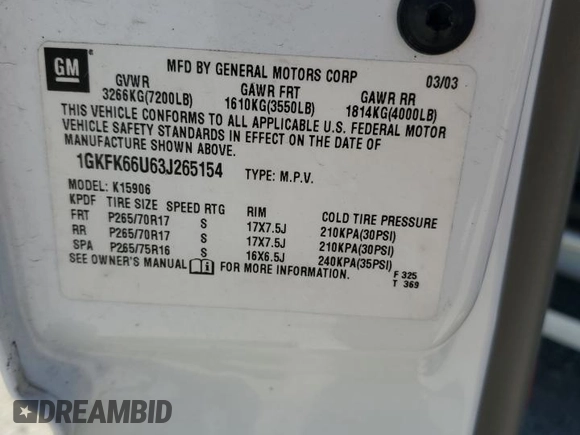 GM
®
MFD BY GENERAL MOTORS CORP 03/03
GVWR GAWR FRT GAWR RR
3266KG(7200LB) 1610KG(3550LB) 1814KG(4000LB)
THIS VEHICLE CONFORMS TO ALL APPLICABLE U.S. FEDERAL MOTOR
VEHICLE SAFETY STANDARDS IN EFFECT ON THE DATE OF
MANUFACTURE SHOWN ABOVE.
1GKFK66U63J265154 TYPE: M.P.V.
MODEL: K15906
KPDF TIRE SIZE SPEED RTG RIM COLD TIRE PRESSURE
FRT P265/70R17 S 17X7.5J 210KPA(30PSI)
RR P265/70R17 S 17X7.5J 210KPA(30PSI)
SPA P265/75R16 S 16X6.5J 240KPA(35PSI)
SEE OWNER'S MANUAL FOR MORE INFORMATION.
F 325
T 369
DREAMBID